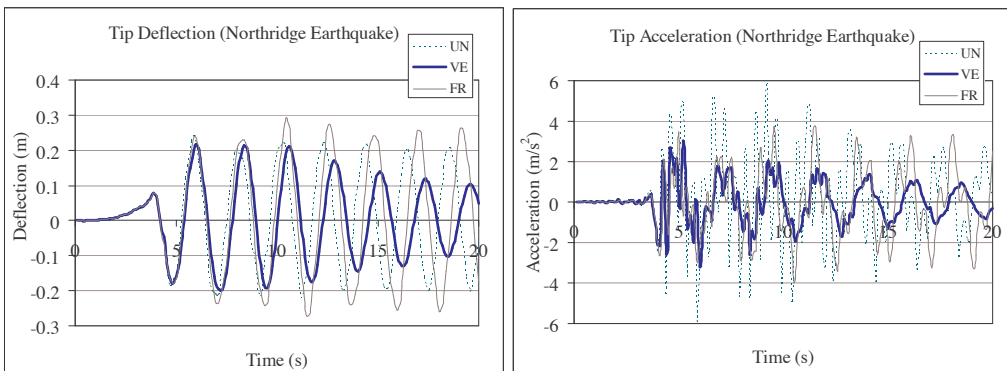 Tip Deflection (Northridge Earthquake)
UN
VE
FR
0.4
0.3
0.2
0.1
0
-0.1
-0.2
-0.3
0
5
10
15
20
Deflection (m)
Time (s)
Tip Acceleration (Northridge Earthquake)
UN
VE
FR
6
4
2
0
-2
-4
-6
0
5
10
15
20
Acceleration (m/s²)
Time (s)